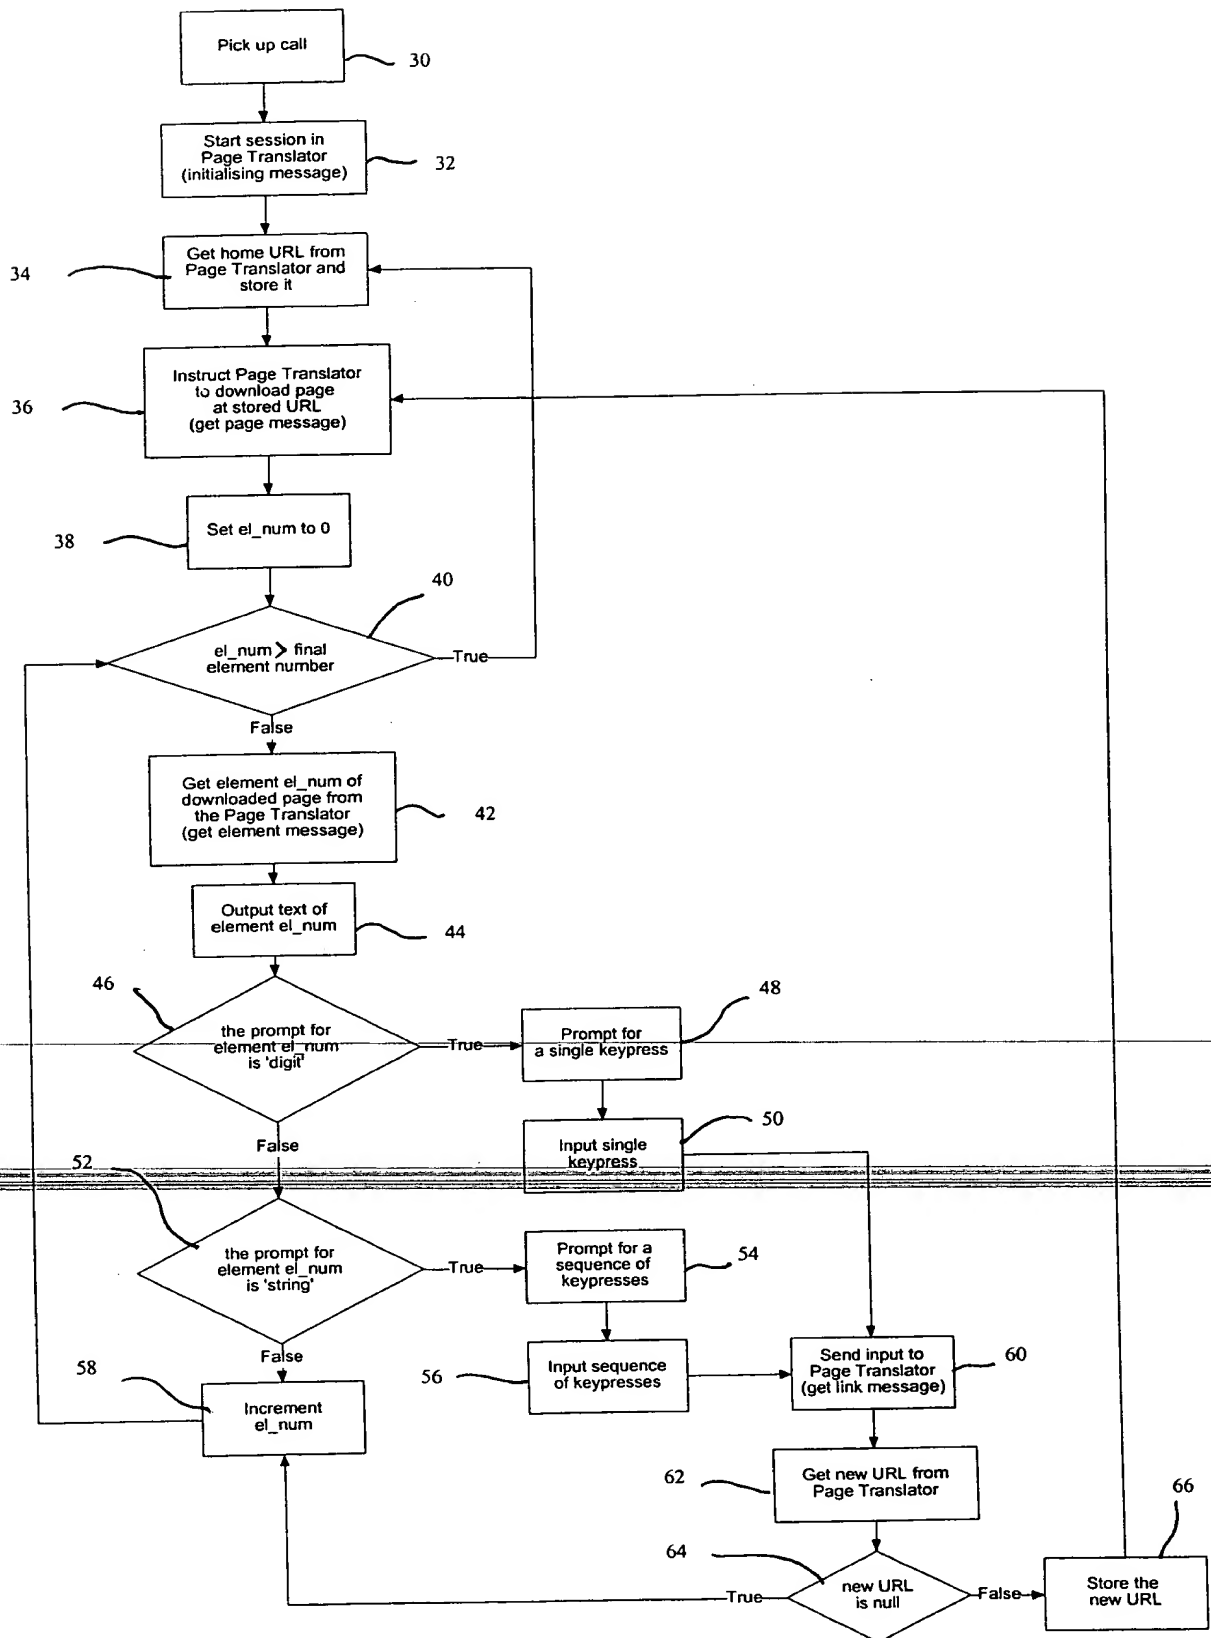 Pick up call
30
Start session in
Page Translator
(initialising message)
32
Get home URL from
Page Translator and
store it
34
Instruct Page Translator
to download page
at stored URL
(get page message)
36
Set el_num to 0
38
40
el_num > final
element number
True
False
Get element el_num of
downloaded page from
the Page Translator
(get element message)
42
Output text of
element el_num
44
46
the prompt for
element el_num
is 'digit'
True
Prompt for
a single keypress
48
False
Input single
keypress
50
52
the prompt for
element el_num
is 'string'
True
Prompt for a
sequence of
keypresses
54
False
Input sequence
of keypresses
56
Send input to
Page Translator
(get link message)
60
58
Increment
el_num
Get new URL from
Page Translator
62
64
new URL
is null
True
False
Store the
new URL
66